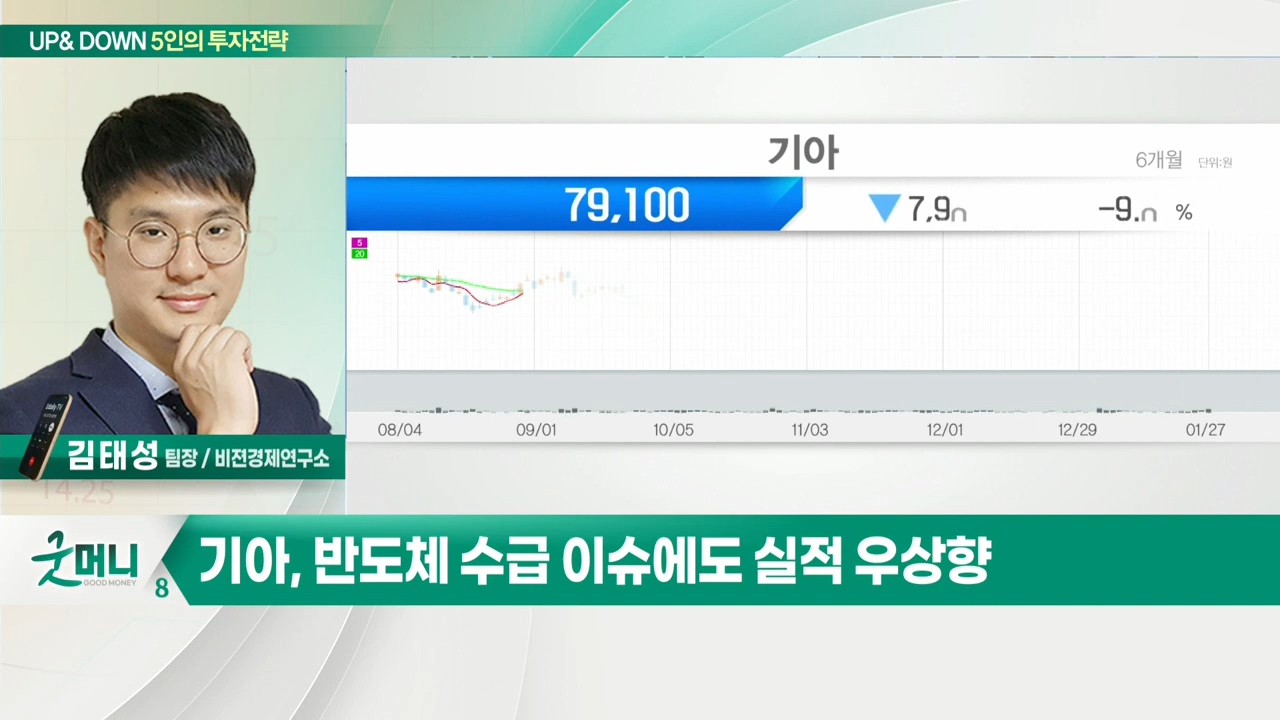 UP& DOWN 5인의 투자전략
기아
6개월 단위:원
79,100
▼ 7,9
-9. %
5
20
08/04 09/01 10/05 11/03 12/01 12/29 01/27
김태성 팀장 / 비전경제연구소
14.25
굿머니
GOOD MONEY
8
기아, 반도체 수급 이슈에도 실적 우상향